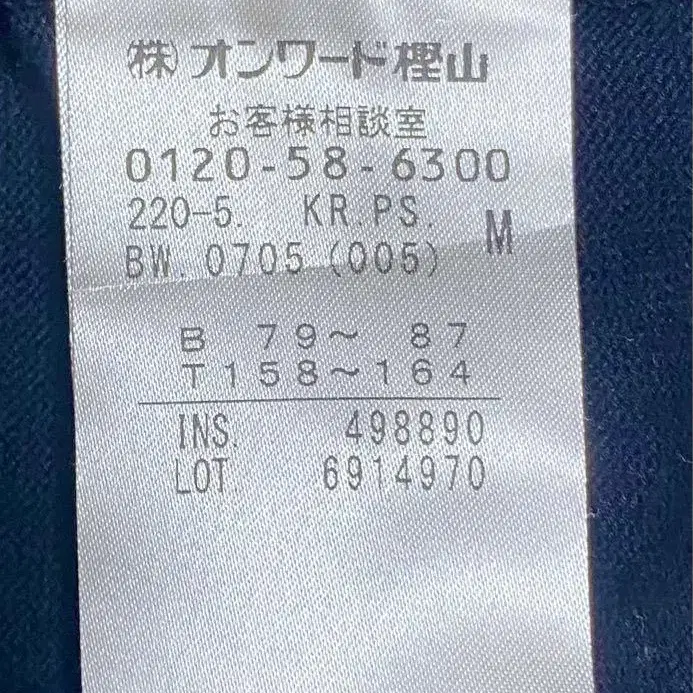 (株)オンワード樫山
お客様相談室
0120-58-6300
220-5. KR.PS. M
BW. 0705 (005)
B 79~ 87
T158~164
INS. 498890
LOT. 6914970